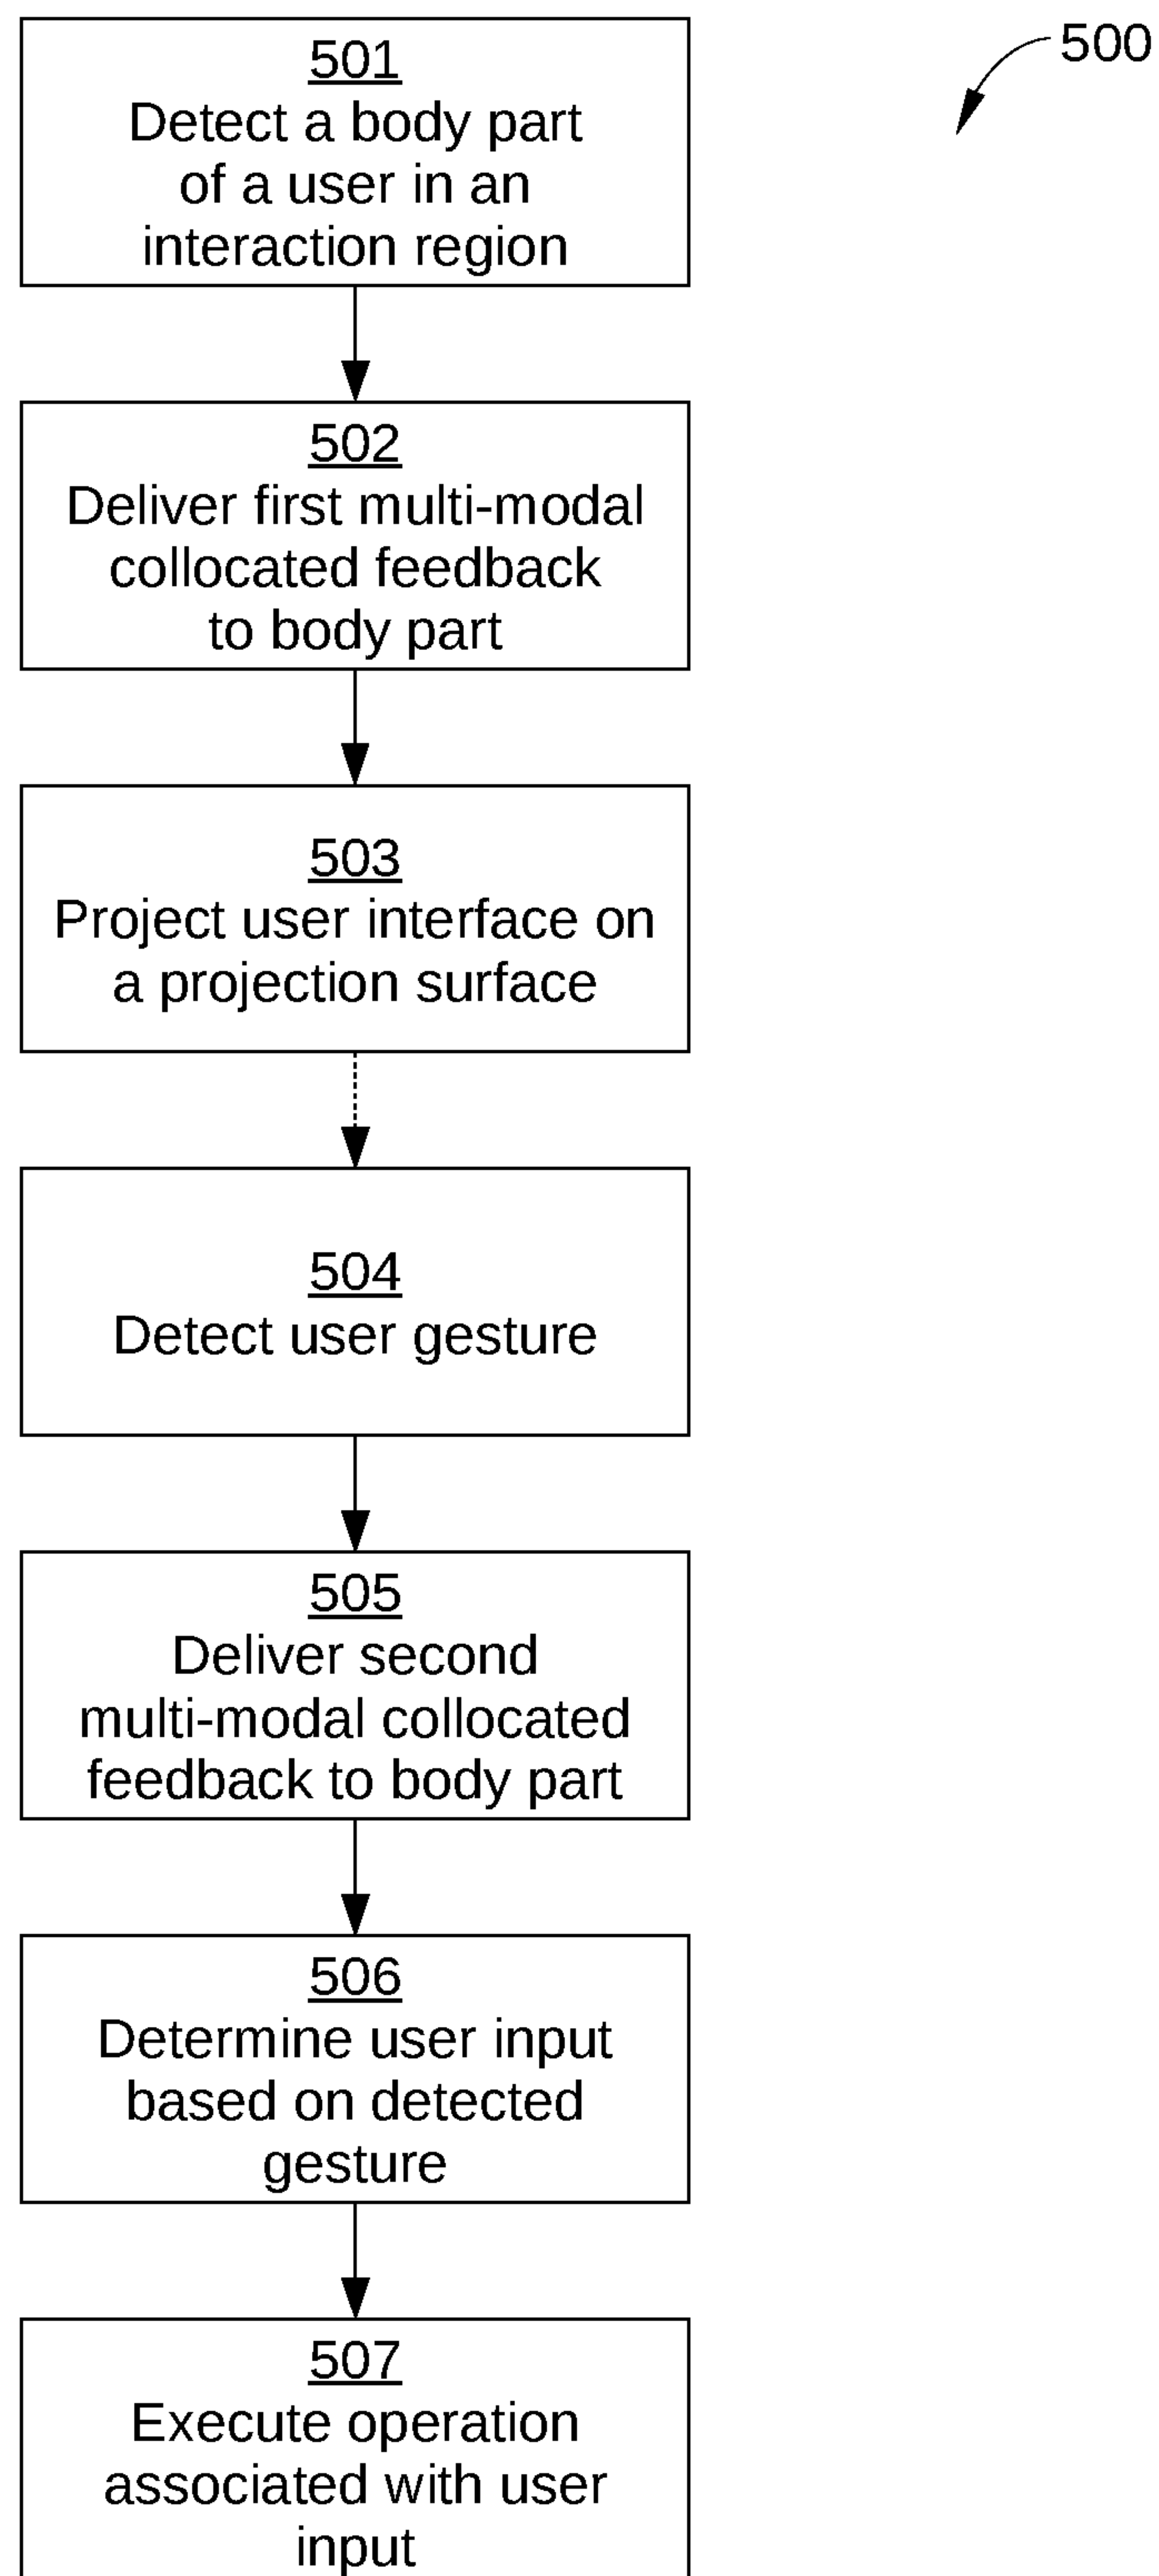 500
501
Detect a body part
of a user in an
interaction region
502
Deliver first multi-modal
collocated feedback
to body part
503
Project user interface on
a projection surface
504
Detect user gesture
505
Deliver second
multi-modal collocated
feedback to body part
506
Determine user input
based on detected
gesture
507
Execute operation
associated with user
input